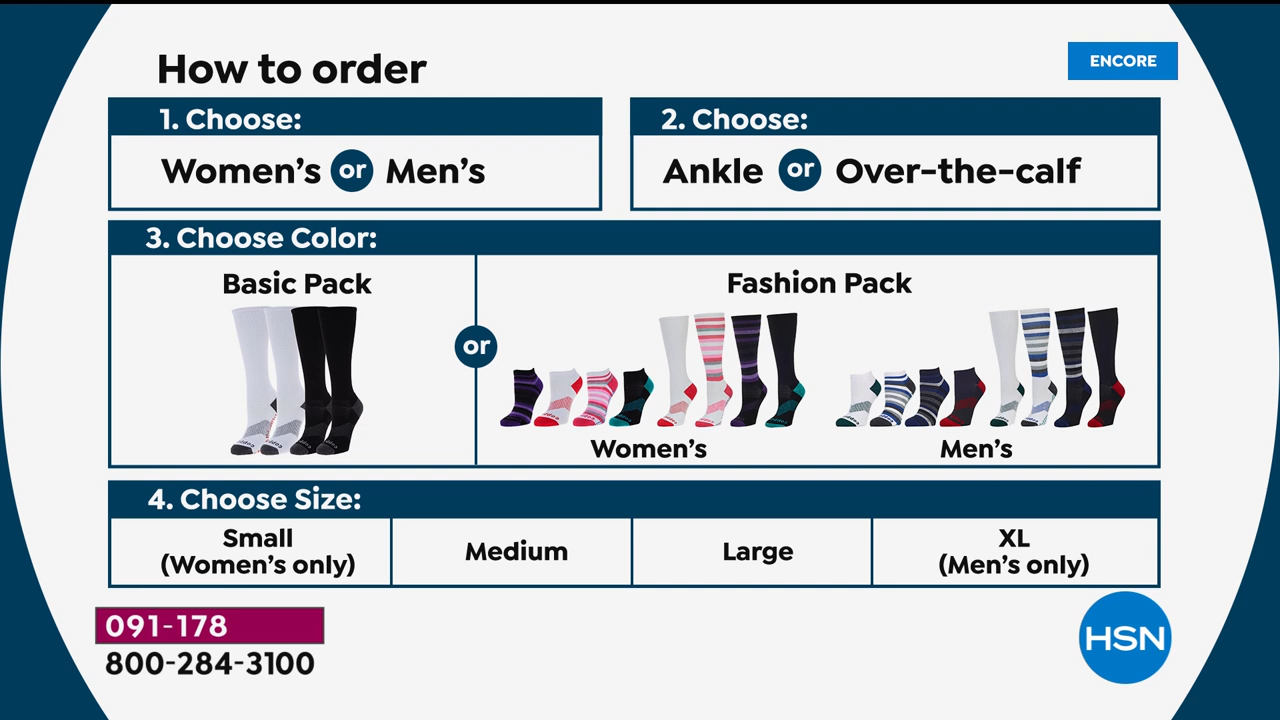 How to order
ENCORE
1. Choose:
Women's or Men's
2. Choose:
Ankle or Over-the-calf
3. Choose Color:
Basic Pack
or
Fashion Pack
Women's
Men's
4. Choose Size:
Small
(Women's only)
Medium
Large
XL
(Men's only)
091-178
800-284-3100
HSN